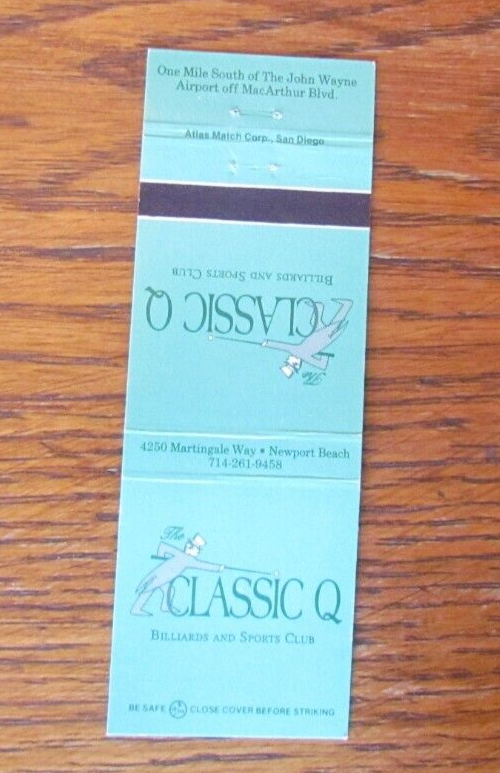 One Mile South of The John Wayne
Airport off MacArthur Blvd.
Atlas Match Corp., San Diego
BILLIARDS AND SPORTS CLUB
CLASSIC Q
The
4250 Martingale Way • Newport Beach
714-261-9458
The
CLASSIC Q
BILLIARDS AND SPORTS CLUB
BE SAFE CLOSE COVER BEFORE STRIKING